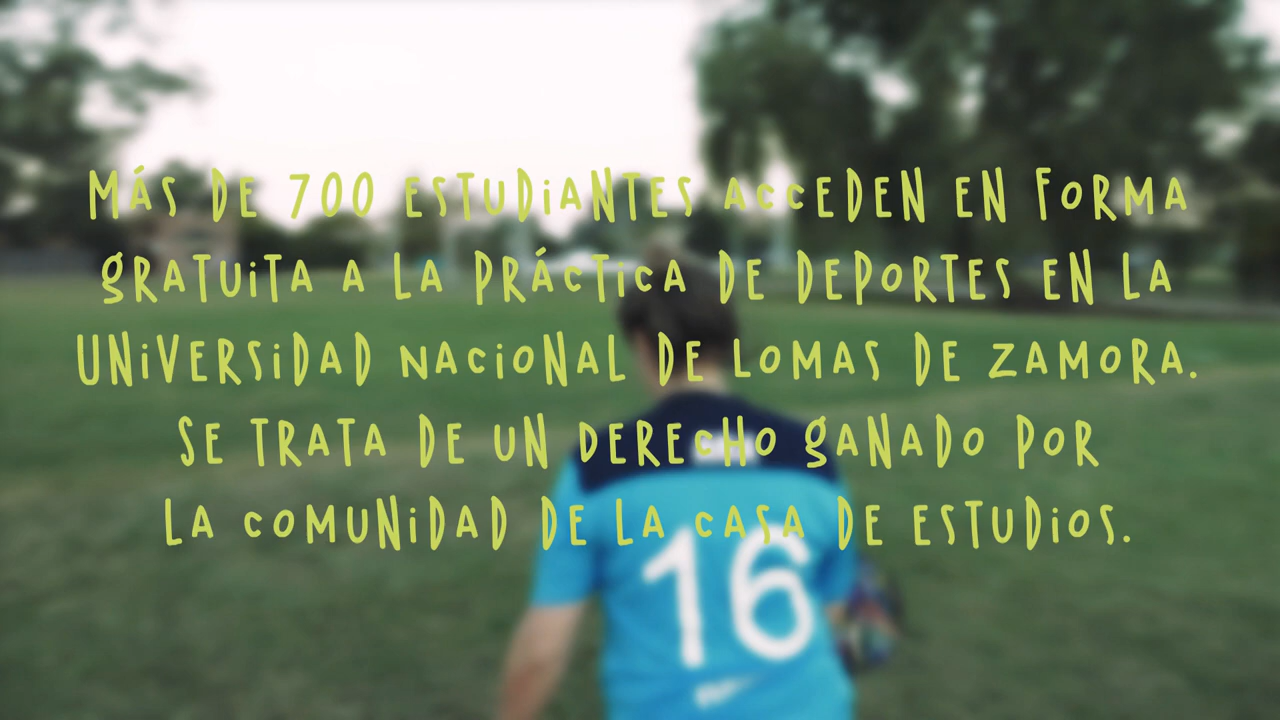 MÁS DE 700 ESTUDIANTES ACCEDEN EN FORMA
GRATUITA A LA PRÁCTICA DE DEPORTES EN LA
UNIVERSIDAD NACIONAL DE LOMAS DE ZAMORA.
SE TRATA DE UN DERECHO GANADO POR
LA COMUNIDAD DE LA CASA DE ESTUDIOS.
16